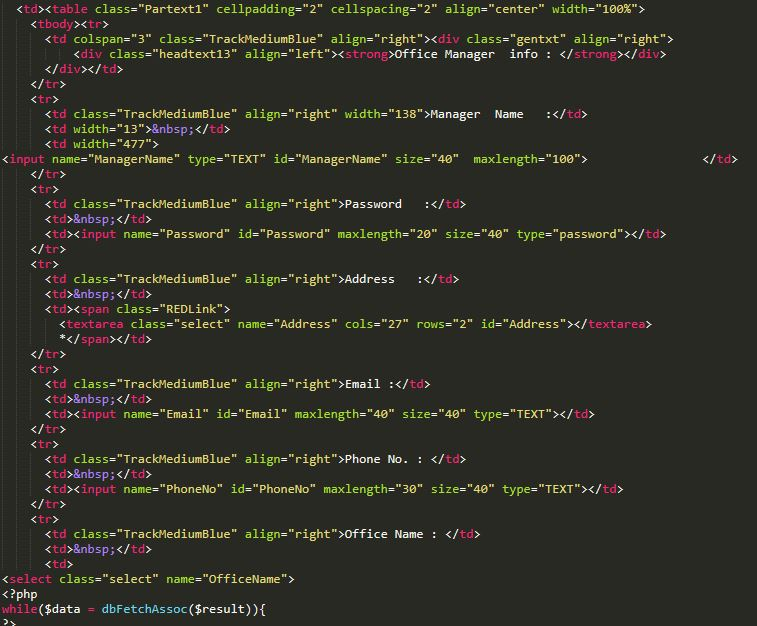 <td><table class="Partext1" cellpadding="2" cellspacing="2" align="center" width="100%">
<tbody><tr>
<td colspan="3" class="TrackMediumBlue" align="right"><div class="gentxt" align="right">
<div class="headtext13" align="left"><strong>Office Manager  info : </strong></div>
</div></td>
</tr>
<tr>
<td class="TrackMediumBlue" align="right" width="138">Manager  Name   :</td>
<td width="13">&nbsp;</td>
<td width="477">
<input name="ManagerName" type="TEXT" id="ManagerName" size="40"  maxlength="100">                </td>
</tr>
<tr>
<td class="TrackMediumBlue" align="right">Password   :</td>
<td>&nbsp;</td>
<td><input name="Password" id="Password" maxlength="20" size="40" type="password"></td>
</tr>
<tr>
<td class="TrackMediumBlue" align="right">Address   :</td>
<td>&nbsp;</td>
<td><span class="REDLink">
<textarea class="select" name="Address" cols="27" rows="2" id="Address"></textarea>
*</span></td>
</tr>
<tr>
<td class="TrackMediumBlue" align="right">Email :</td>
<td>&nbsp;</td>
<td><input name="Email" id="Email" maxlength="40" size="40" type="TEXT"></td>
</tr>
<tr>
<td class="TrackMediumBlue" align="right">Phone No. : </td>
<td>&nbsp;</td>
<td><input name="PhoneNo" id="PhoneNo" maxlength="30" size="40" type="TEXT"></td>
</tr>
<tr>
<td class="TrackMediumBlue" align="right">Office Name : </td>
<td>&nbsp;</td>
<td>
<select class="select" name="OfficeName">
<?php
while($data = dbFetchAssoc($result)){
?>